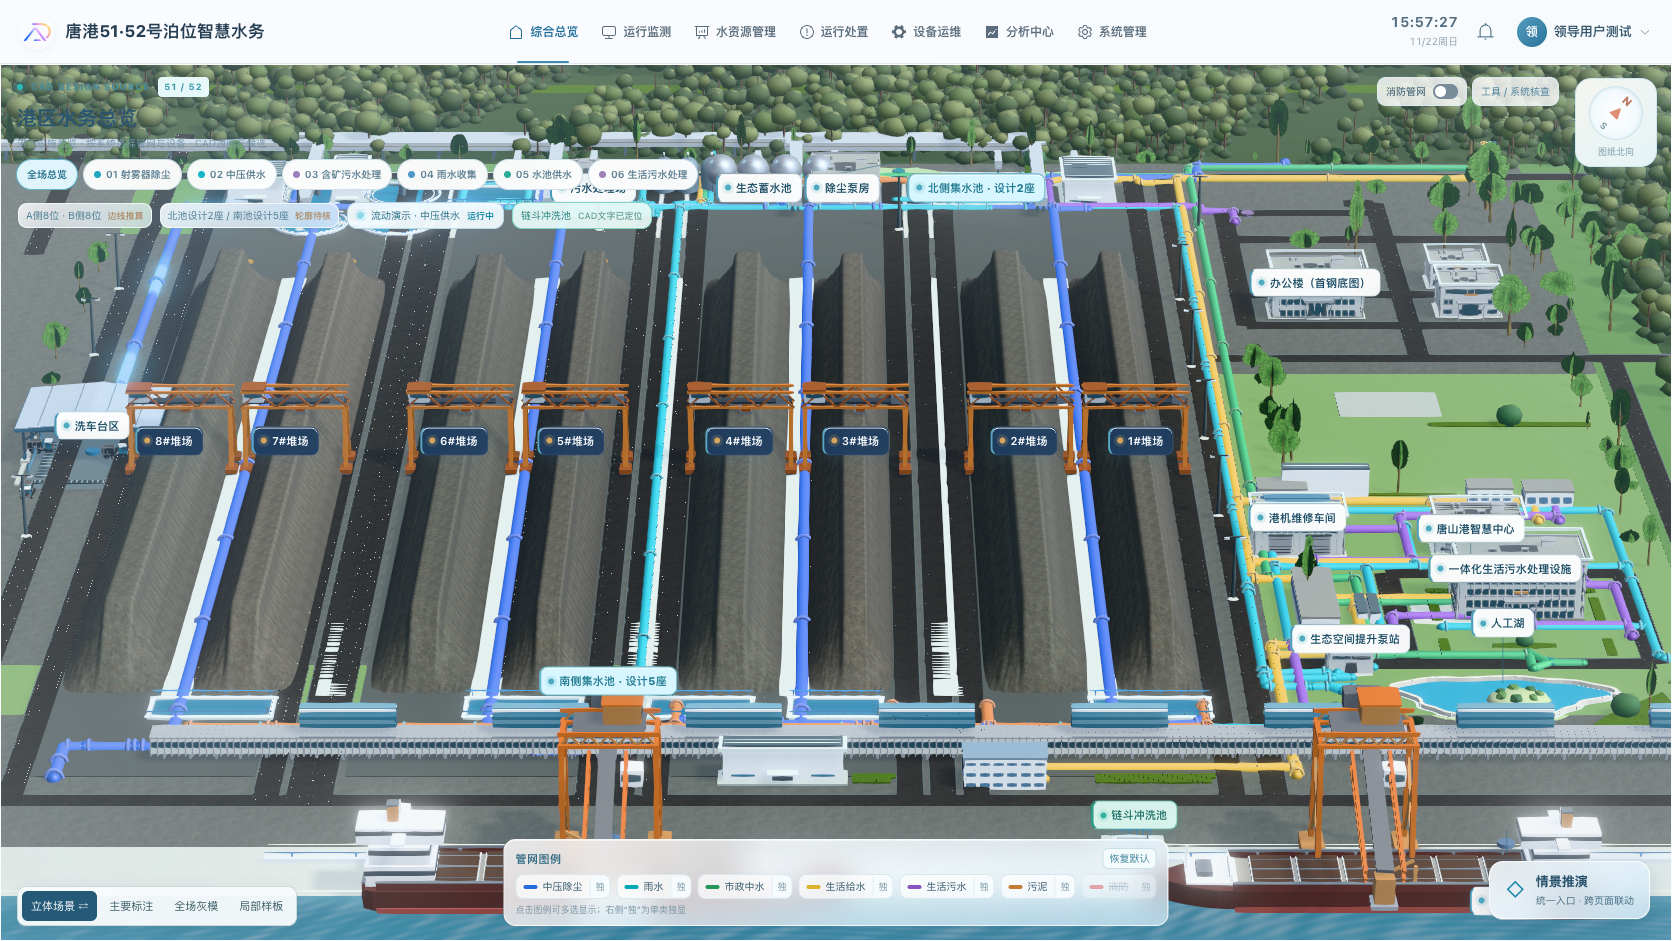 唐港51·52号泊位智慧水务
综合总览
运行监测
水资源管理
运行处置
设备运维
分析中心
系统管理
15:57:27
11/22周日
领
领导用户测试
51 / 52
港区水务总览
消防管网
工具 / 系统核查
N
S
图纸北向
全场总览
01 射雾器除尘
02 中压供水
03 含矿污水处理
04 雨水收集
05 水池供水
06 生活污水处理
A侧8位 · B侧8位 边线推算
北池设计2座 / 南池设计5座 轮廓待核
流动演示 · 中压供水 运行中
链斗冲洗池 CAD文字已定位
生态蓄水池
除尘泵房
北侧集水池 · 设计2座
办公楼（首钢底图）
洗车台区
8#堆场
7#堆场
6#堆场
5#堆场
4#堆场
3#堆场
2#堆场
1#堆场
港机维修车间
唐山港智慧中心
一体化生活污水处理设施
人工湖
生态空间提升泵站
南侧集水池 · 设计5座
链斗冲洗池
管网图例
恢复默认
中压除尘 独
雨水 独
市政中水 独
生活给水 独
生活污水 独
污泥 独
消防 独
点击图例可多选显示；右侧“独”为单类独显
立体场景
主要标注
全场灰模
局部样板
情景推演
统一入口 · 跨页面联动